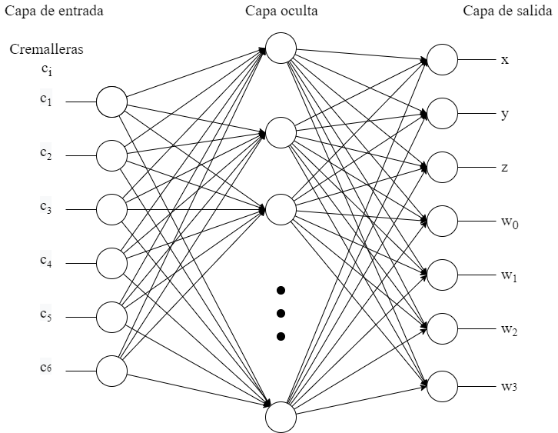 Capa de entrada
Capa oculta
Capa de salida
Cremalleras
cᵢ
c₁
c₂
c₃
c₄
c₅
c₆
x
y
z
w₀
w₁
w₂
w₃